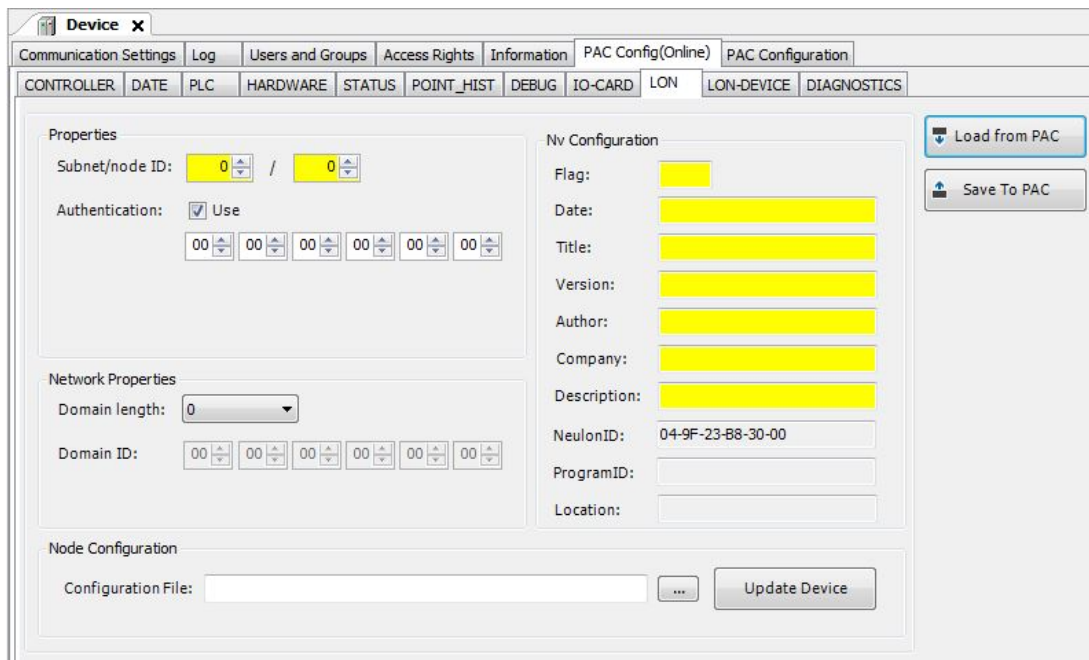 Device X
Communication Settings Log Users and Groups Access Rights Information PAC Config(Online) PAC Configuration
CONTROLLER DATE PLC HARDWARE STATUS POINT_HIST DEBUG IO-CARD LON LON-DEVICE DIAGNOSTICS
Properties
Subnet/node ID: 0 / 0
Authentication: Use
00 00 00 00 00 00
Network Properties
Domain length: 0
Domain ID: 00 00 00 00 00 00
Nv Configuration
Flag:
Date:
Title:
Version:
Author:
Company:
Description:
NeulonID: 04-9F-23-B8-30-00
ProgramID:
Location:
Load from PAC
Save To PAC
Node Configuration
Configuration File: ... Update Device